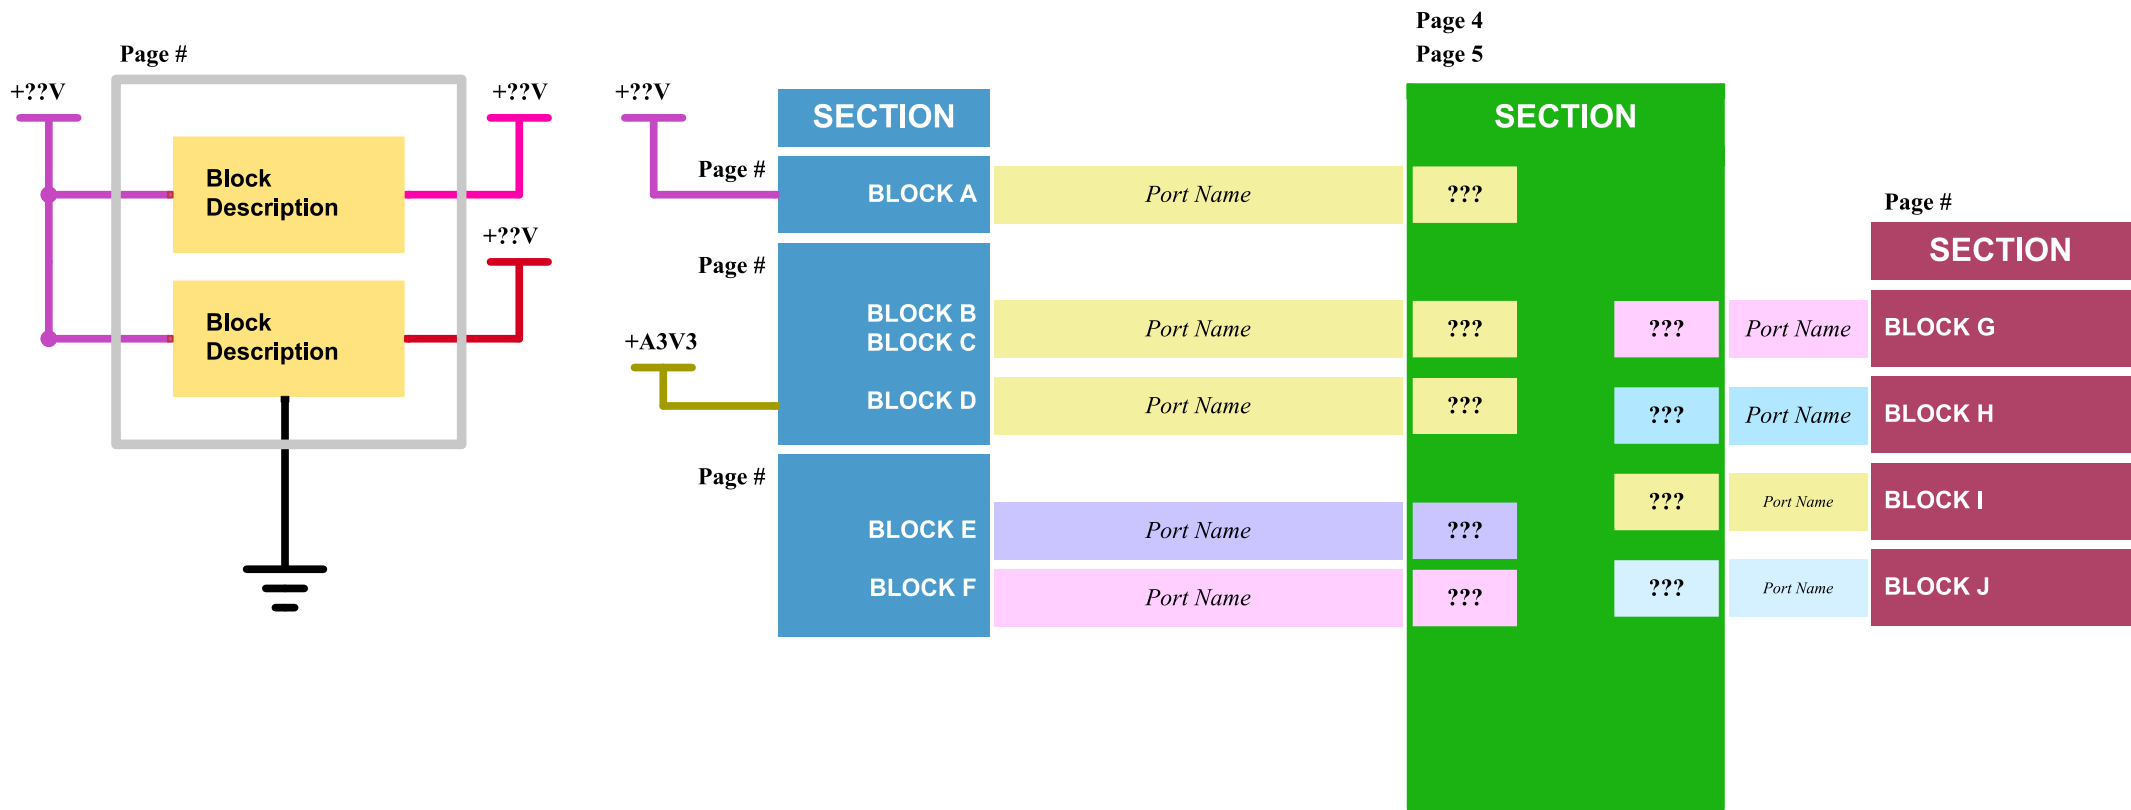 Page #
+??V
+??V
Block
Description
+??V
Block
Description
+??V
SECTION
Page #
BLOCK A
Port Name
???
Page #
BLOCK B
BLOCK C
Port Name
???
+A3V3
BLOCK D
Port Name
???
Page #
BLOCK E
Port Name
???
BLOCK F
Port Name
???
Page 4
Page 5
SECTION
Page #
SECTION
???
Port Name
BLOCK G
???
Port Name
BLOCK H
???
Port Name
BLOCK I
???
Port Name
BLOCK J